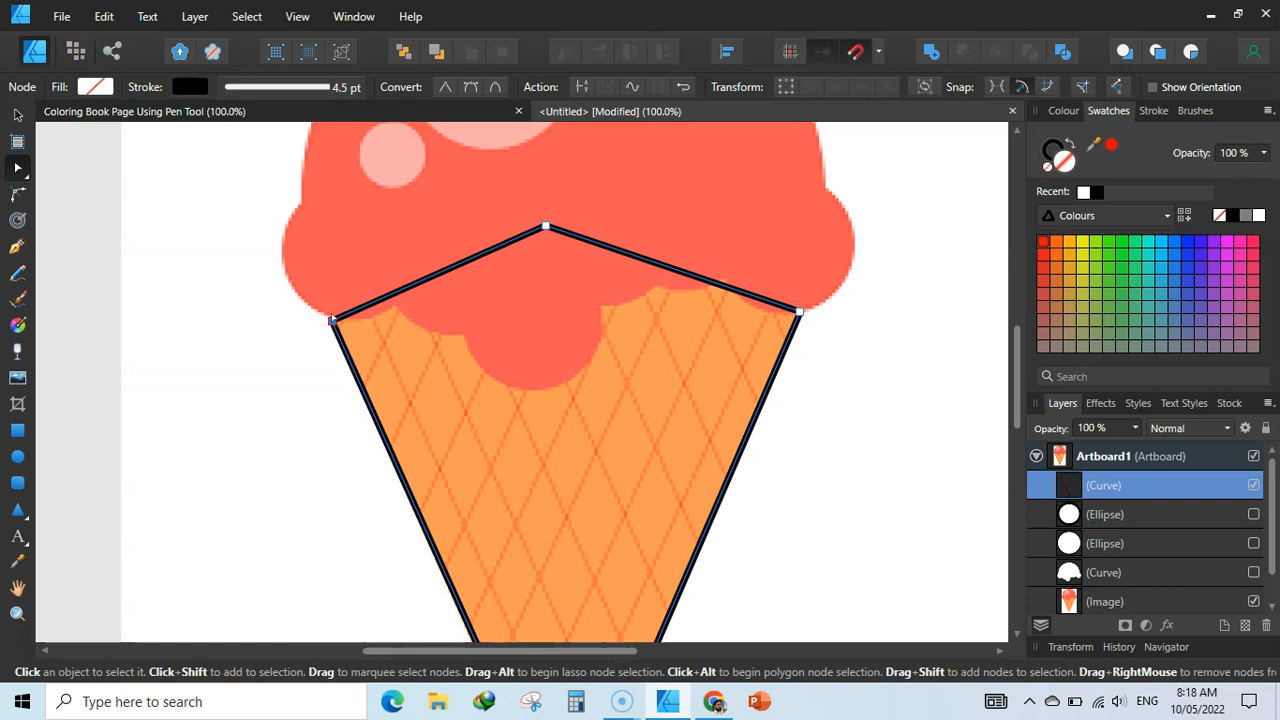 File Edit Text Layer Select View Window Help
Node Fill: Stroke: 4.5 pt Convert: Action: Transform: Snap: Show Orientation
Coloring Book Page Using Pen Tool (100.0%) <Untitled> [Modified] (100.0%) Colour Swatches Stroke Brushes
Opacity: 100 %
Recent:
Colours
Search
Layers Effects Styles Text Styles Stock
Opacity: 100 % Normal
Artboard1 (Artboard)
(Curve)
(Ellipse)
(Ellipse)
(Curve)
(Image)
Transform History Navigator
Click an object to select it. Click+Shift to add to selection. Drag to marquee select nodes. Drag+Alt to begin lasso node selection. Click+Alt to begin polygon node selection. Drag+Shift to add nodes to selection. Drag+RightMouse to remove nodes fr
Type here to search
8:18 AM
10/05/2022